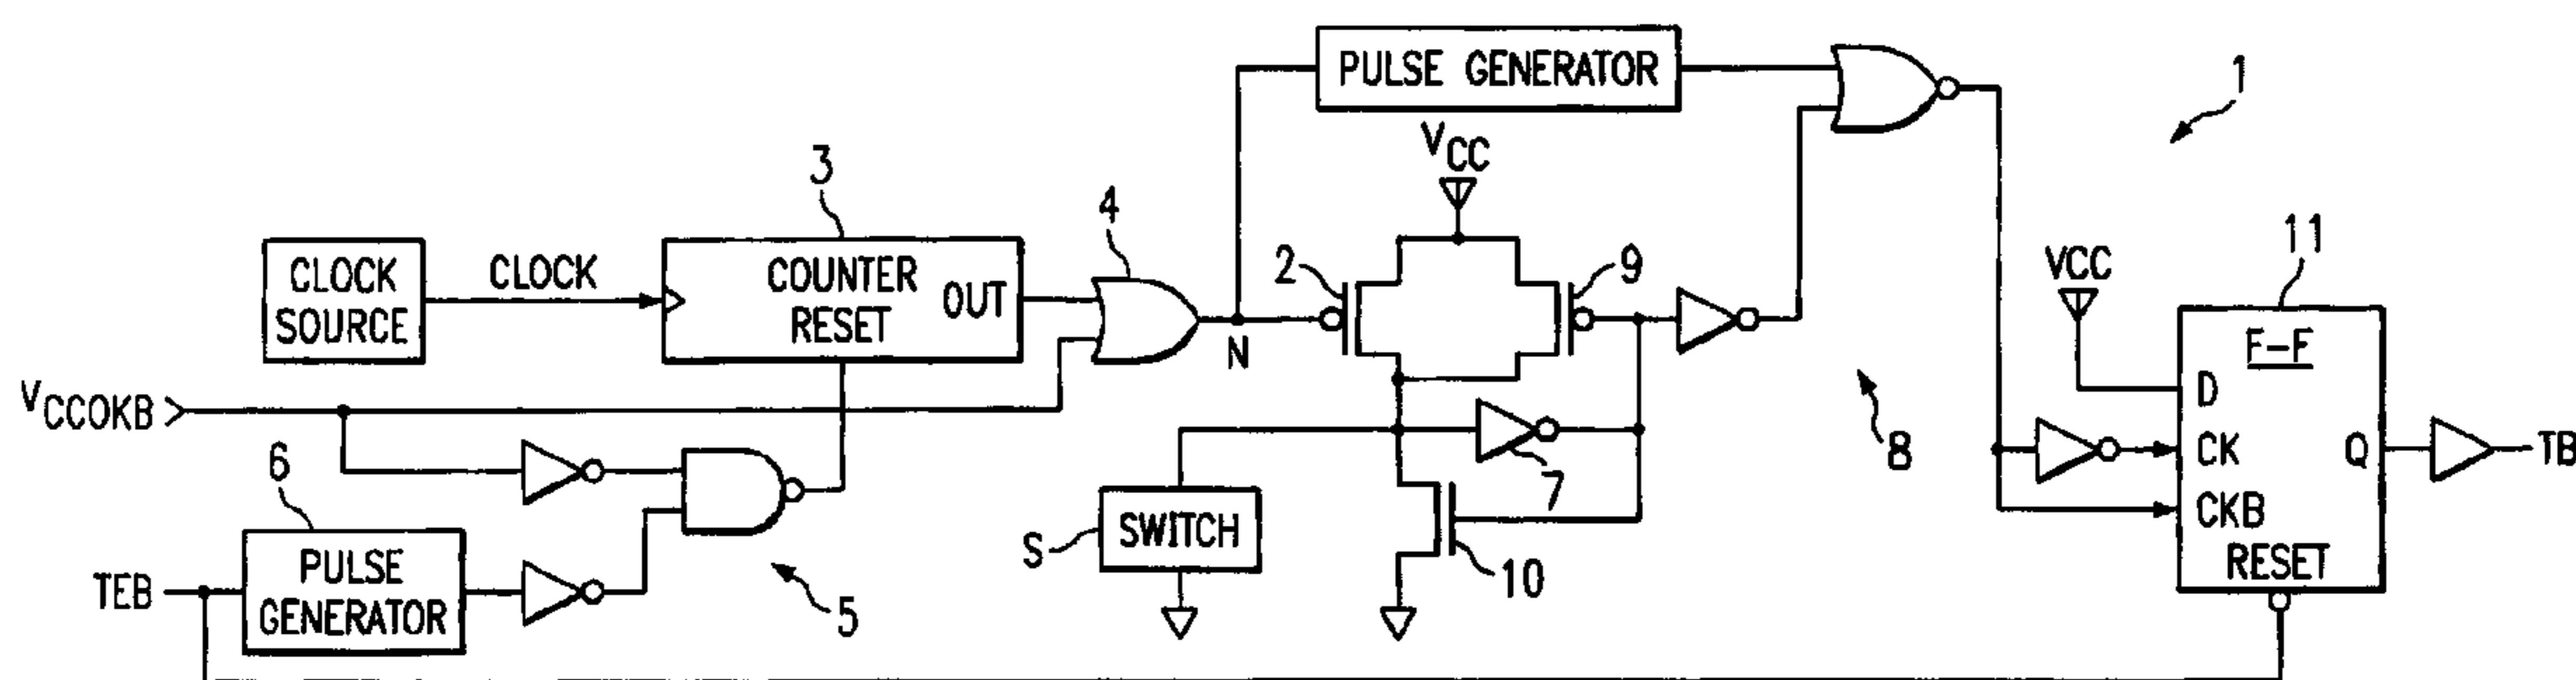 PULSE GENERATOR
1
VCC
3
4
11
CLOCK
SOURCE
CLOCK
COUNTER
RESET
OUT
2
9
VCC
F-F
N
D
VCCOKB
6
7
8
CK
Q
TB
S
SWITCH
10
CKB
TEB
PULSE
GENERATOR
5
RESET